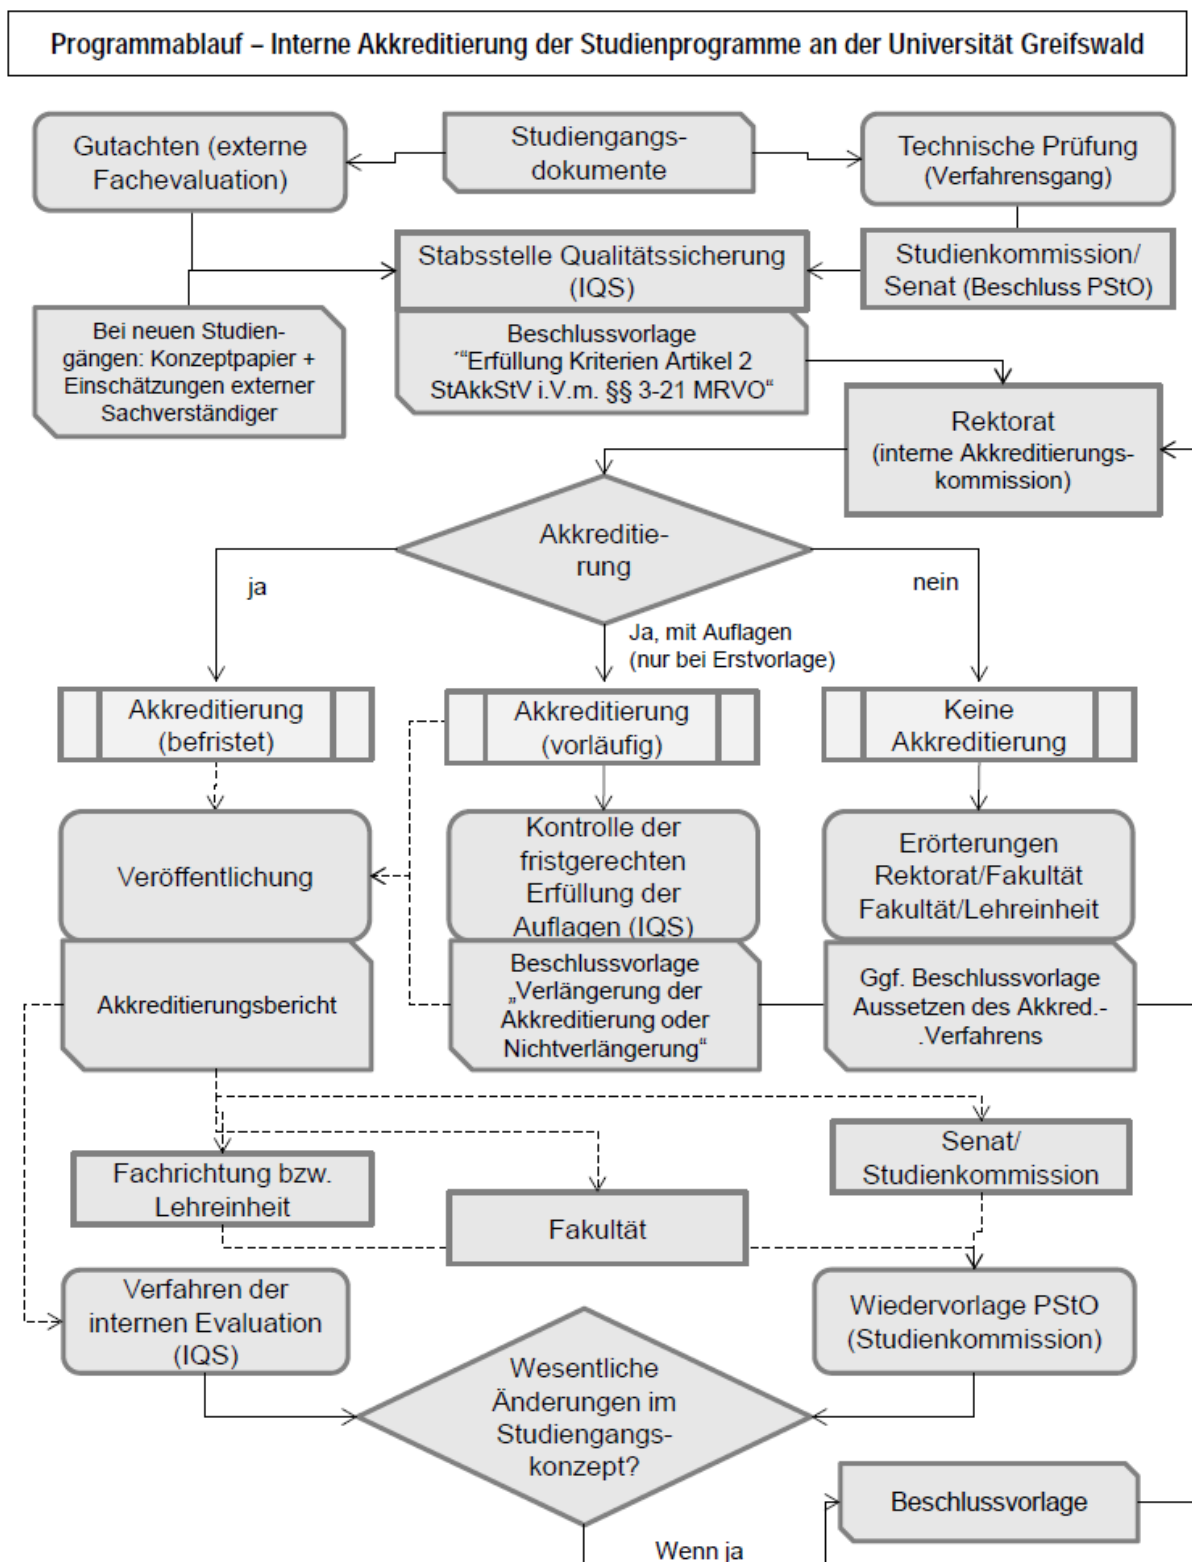 Programmablauf – Interne Akkreditierung der Studienprogramme an der Universität Greifswald
Gutachten (externe
Fachevaluation)
Studiengangs-
dokumente
Technische Prüfung
(Verfahrensgang)
Stabsstelle Qualitätssicherung
(IQS)
Studienkommission/
Senat (Beschluss PStO)
Bei neuen Studien-
gängen: Konzeptpapier +
Einschätzungen externer
Sachverständiger
Beschlussvorlage
´“Erfüllung Kriterien Artikel 2
StAkkStV i.V.m. §§ 3-21 MRVO“
Rektorat
(interne Akkreditierungs-
kommission)
Akkreditie-
rung
ja
nein
Ja, mit Auflagen
(nur bei Erstvorlage)
Akkreditierung
(befristet)
Akkreditierung
(vorläufig)
Keine
Akkreditierung
Veröffentlichung
Kontrolle der
fristgerechten
Erfüllung der
Auflagen (IQS)
Erörterungen
Rektorat/Fakultät
Fakultät/Lehreinheit
Akkreditierungsbericht
Beschlussvorlage
„Verlängerung der
Akkreditierung oder
Nichtverlängerung“
Ggf. Beschlussvorlage
Aussetzen des Akkred.-
.Verfahrens
Fachrichtung bzw.
Lehreinheit
Fakultät
Senat/
Studienkommission
Verfahren der
internen Evaluation
(IQS)
Wiedervorlage PStO
(Studienkommission)
Wesentliche
Änderungen im
Studiengangs-
konzept?
Beschlussvorlage
Wenn ja